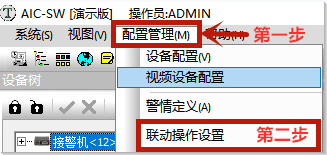 AIC-SW [演示版]    操作员:ADMIN
系统(S) 视图(V) 配置管理(M) 帮助(H) 第一步
设备配置(V)
设备树
视频设备配置
警情定义(A)
接警机<12>
联动操作设置 第二步